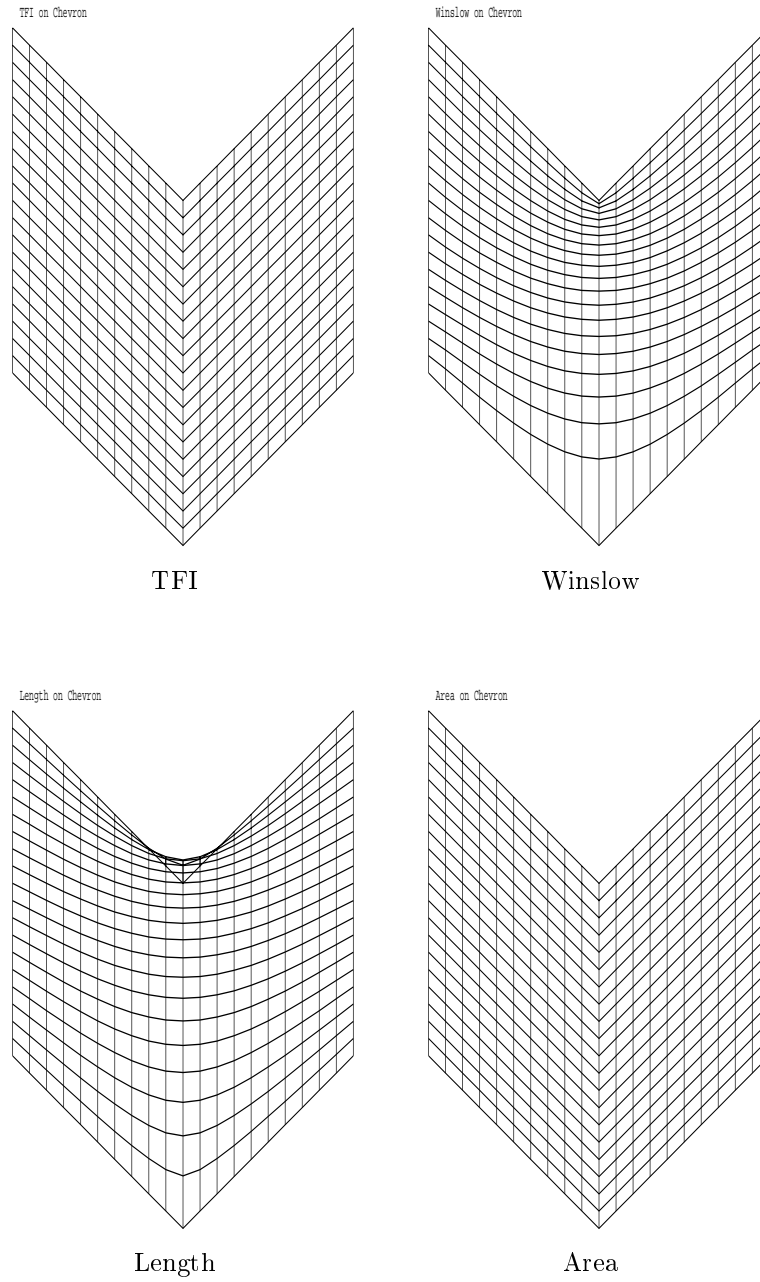 TFI on Chevron
Winslow on Chevron
TFI
Winslow
Length on Chevron
Area on Chevron
Length
Area